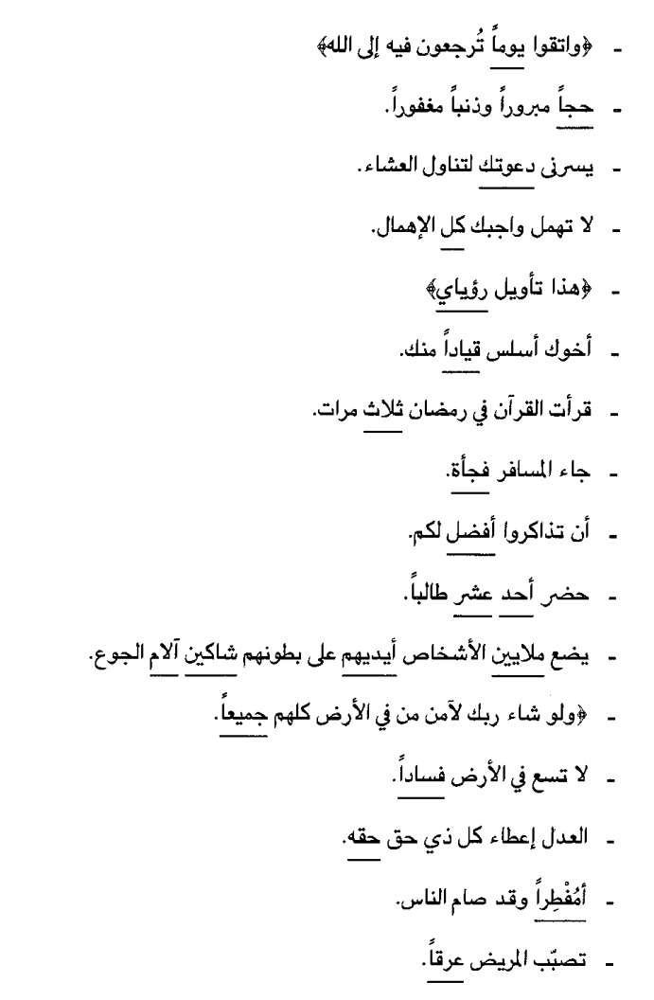 - ﴿واتقوا يوماً تُرجعون فيه إلى الله﴾
- حجاً مبروراً وذنباً مغفوراً.
- يسرنى دعوتك لتناول العشاء.
- لا تهمل واجبك كل الإهمال.
- ﴿هذا تأويل رؤياي﴾
- أخوك أسلس قياداً منك.
- قرأت القرآن في رمضان ثلاث مرات.
- جاء المسافر فجأة.
- أن تذاكروا أفضل لكم.
- حضر أحد عشر طالباً.
- يضع ملايين الأشخاص أيديهم على بطونهم شاكين آلام الجوع.
- ﴿ولو شاء ربك لآمن من في الأرض كلهم جميعاً.
- لا تسع في الأرض فساداً.
- العدل إعطاء كل ذي حق حقه.
- أمُفْطِراً وقد صام الناس.
- تصبّب المريض عرقاً.